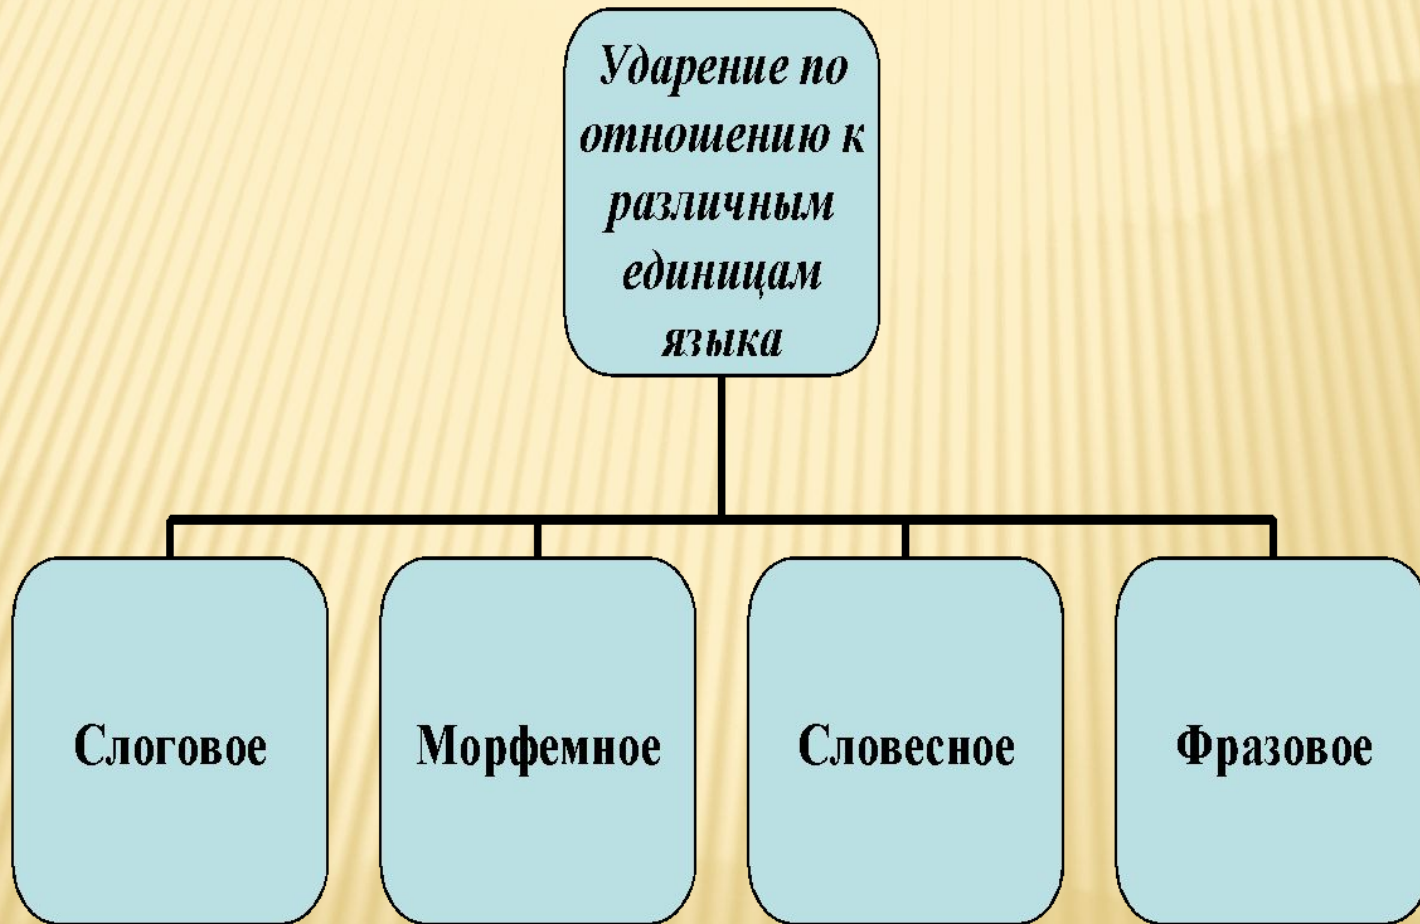 Ударение по
отношению к
различным
единицам
языка
Слоговое
Морфемное
Словесное
Фразовое